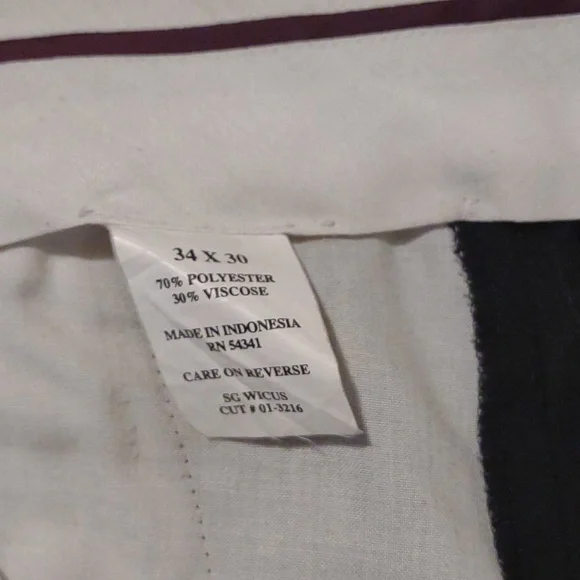 34 X 30
70% POLYESTER
30% VISCOSE
MADE IN INDONESIA
RN 54341
CARE ON REVERSE
SG WICUS
CUT # 01-3216